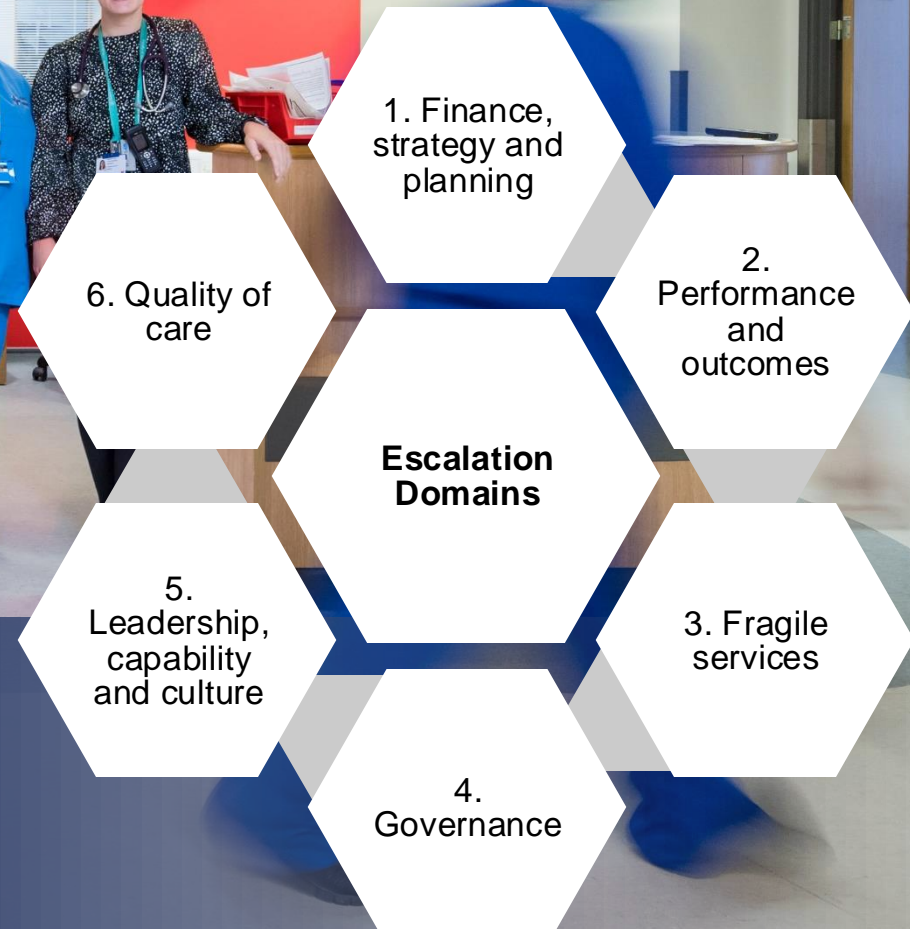 1. Finance,
strategy and
planning
2.
Performance
and
outcomes
3. Fragile
services
4.
Governance
5.
Leadership,
capability
and culture
6. Quality of
care
Escalation
Domains